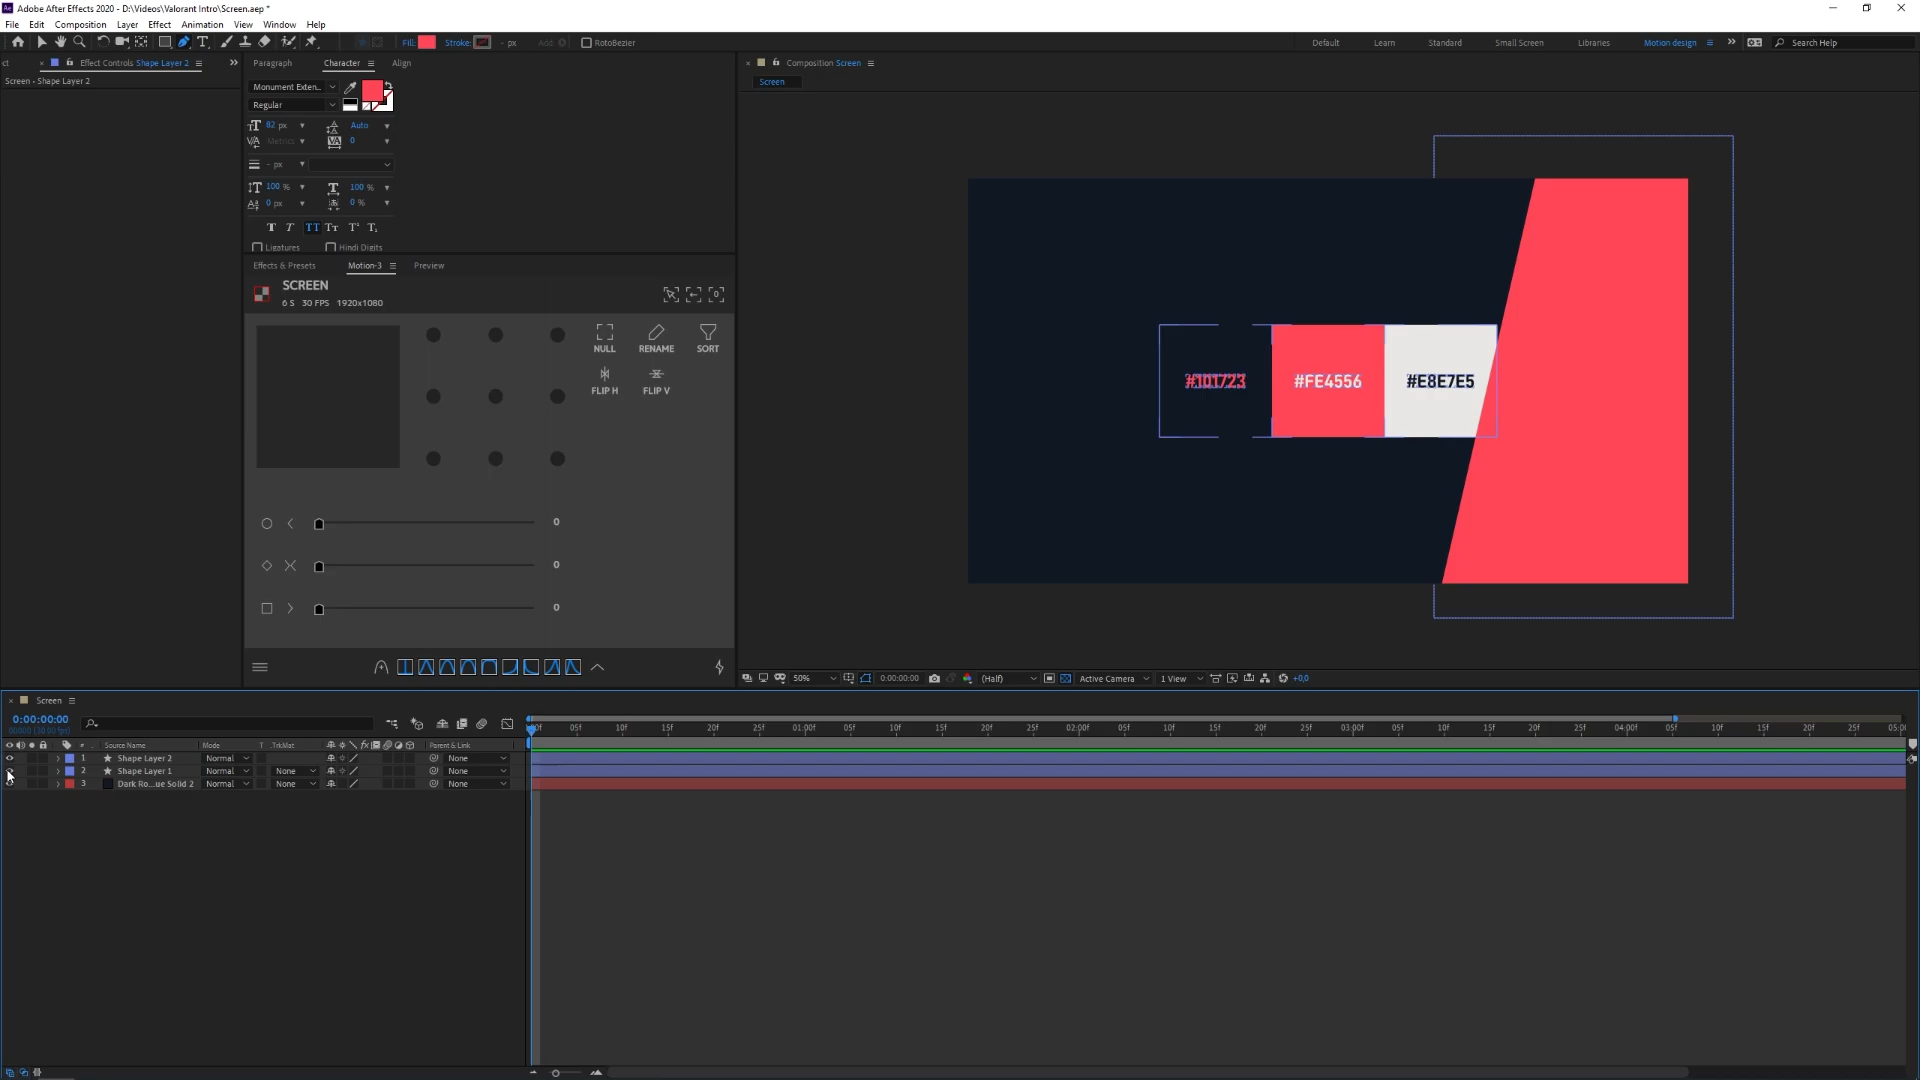 Adobe After Effects 2020 - D:\Videos\Valorant Intro\Screen.aep *
File Edit Composition Layer Effect Animation View Window Help
Fill: Stroke: - px Add RotoBezier Default Learn Standard Small Screen Libraries Motion design Search Help
ct Effect Controls Shape Layer 2
Screen • Shape Layer 2
Paragraph Character Align
Monument Exten...
Regular
82 px Auto
Metrics 0
- px
100 % 100 %
0 px 0 %
Ligatures Hindi Digits
Effects & Presets Motion-3 Preview
SCREEN
6 S 30 FPS 1920x1080
NULL RENAME SORT
FLIP H FLIP V
0
0
0
Composition Screen
Screen
#101723 #FE4556 #E8E7E5
50% 0:00:00:00 (Half) Active Camera 1 View +0,0
Screen
0:00:00:00
05f 10f 15f 20f 25f 01:00f 05f 10f 15f 20f 25f 02:00f 05f 10f 15f 20f 25f 03:00f 05f 10f 15f 20f 25f 04:00f 05f 10f 15f 20f 25f 05:00
# Source Name Mode T .TrkMat Parent & Link
1 Shape Layer 2 Normal None
2 Shape Layer 1 Normal None None
3 Dark Ro...ue Solid 2 Normal None None